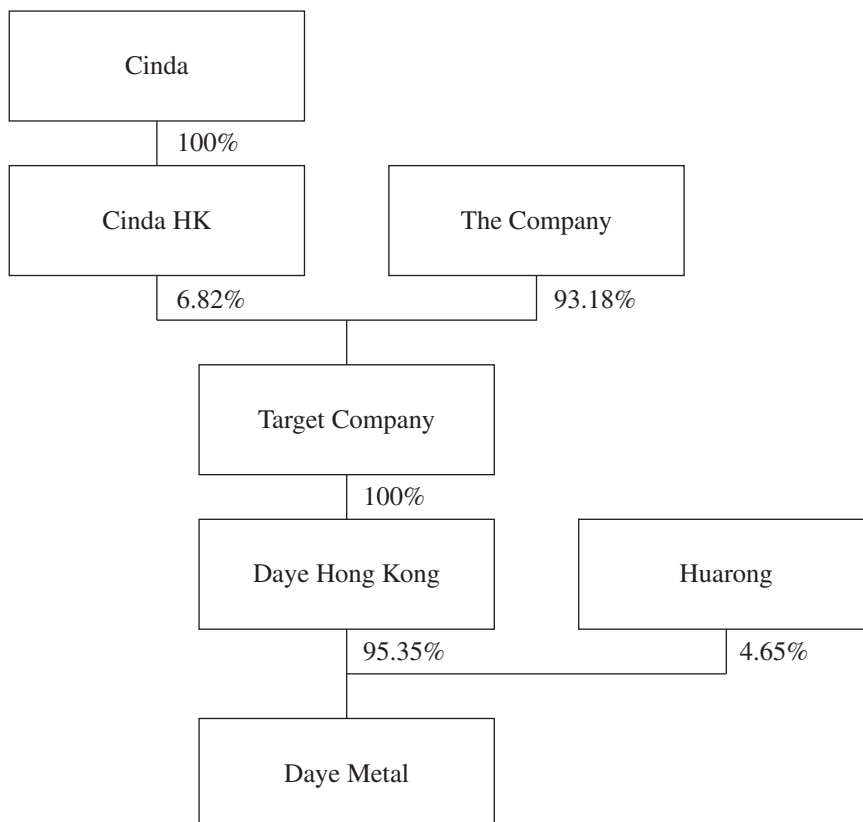 Cinda
100%
Cinda HK
The Company
6.82%
93.18%
Target Company
100%
Daye Hong Kong
Huarong
95.35%
4.65%
Daye Metal